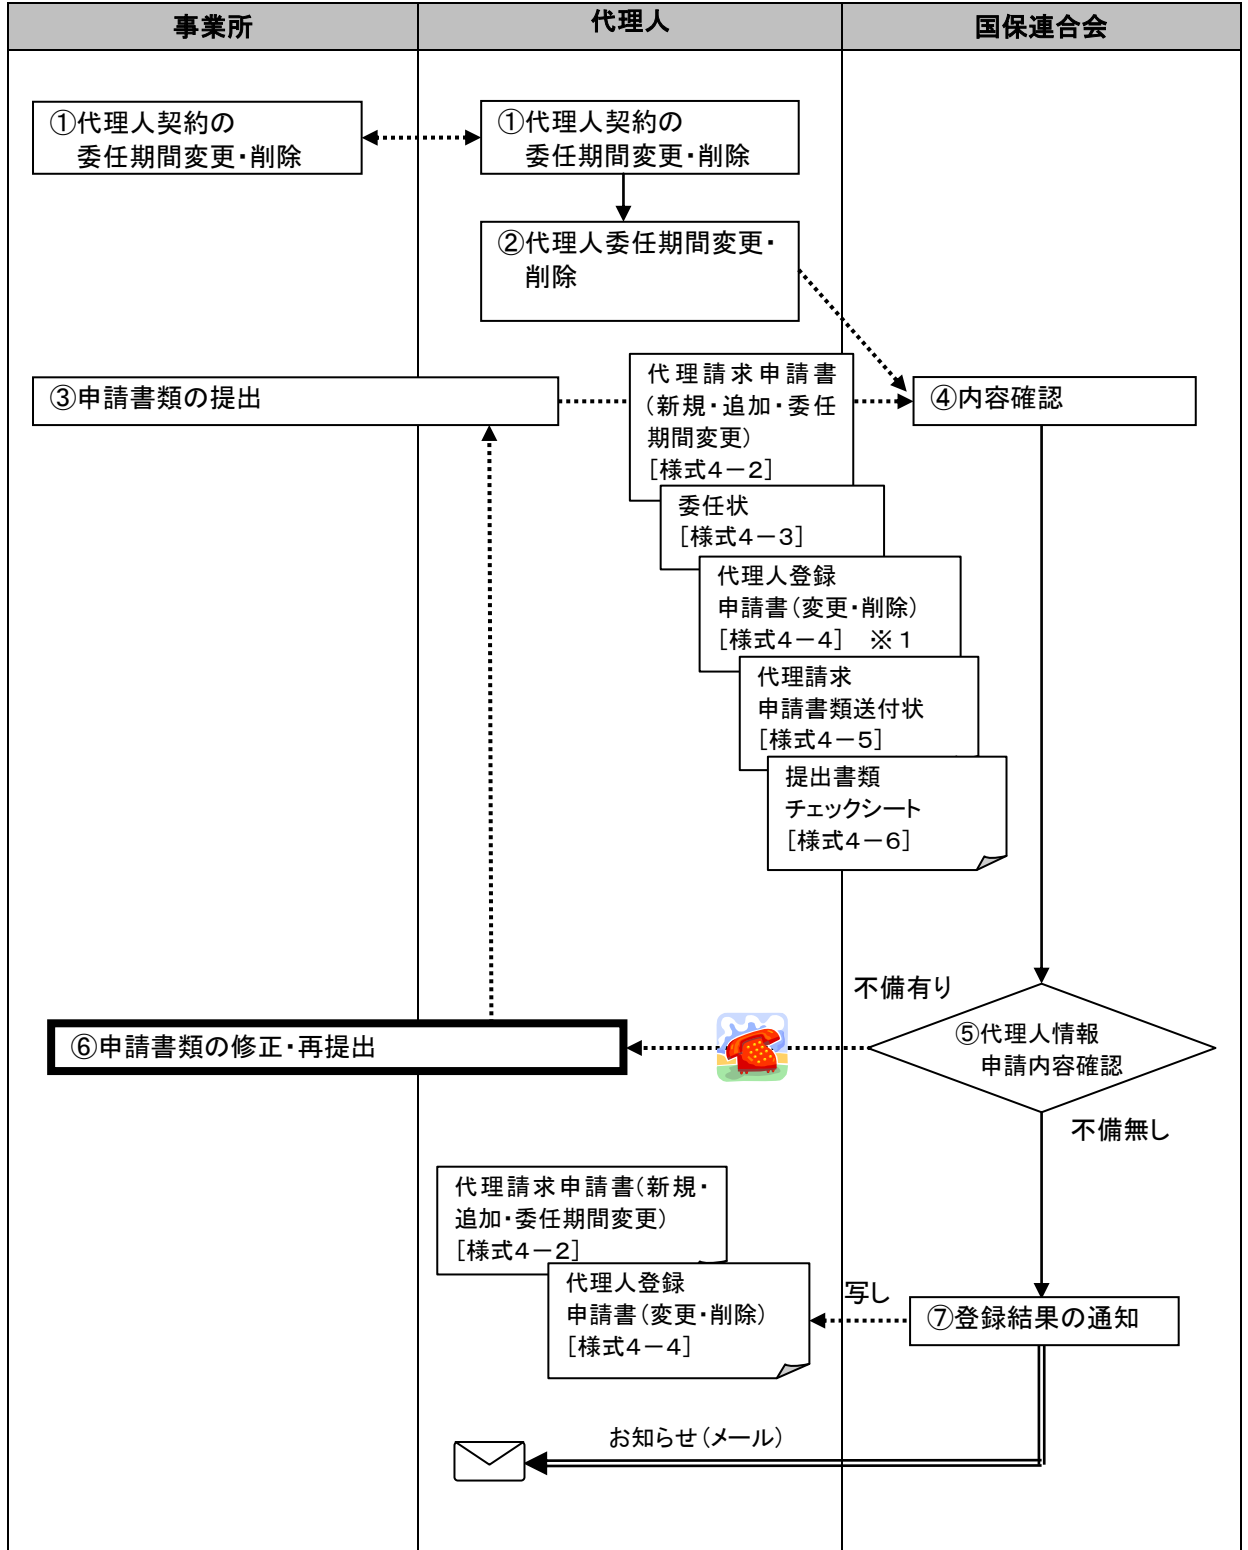 事業所
代理人
国保連合会
①代理人契約の
委任期間変更・削除
①代理人契約の
委任期間変更・削除
②代理人委任期間変更・
削除
③申請書類の提出
代理請求申請書
(新規・追加・委任
期間変更)
[様式4-2]
④内容確認
委任状
[様式4-3]
代理人登録
申請書(変更・削除)
[様式4-4] ※1
代理請求
申請書類送付状
[様式4-5]
提出書類
チェックシート
[様式4-6]
不備有り
⑤代理人情報
申請内容確認
⑥申請書類の修正・再提出
不備無し
代理請求申請書(新規・
追加・委任期間変更)
[様式4-2]
代理人登録
申請書(変更・削除)
[様式4-4]
写し
⑦登録結果の通知
お知らせ(メール)